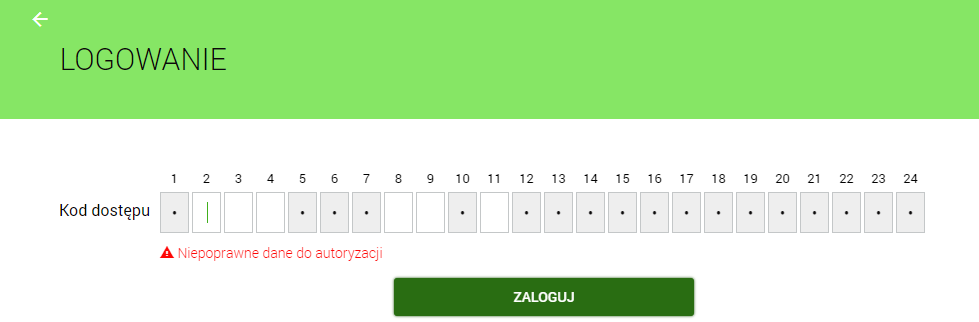 LOGOWANIE
1 2 3 4 5 6 7 8 9 10 11 12 13 14 15 16 17 18 19 20 21 22 23 24
Kod dostępu
Niepoprawne dane do autoryzacji
ZALOGUJ